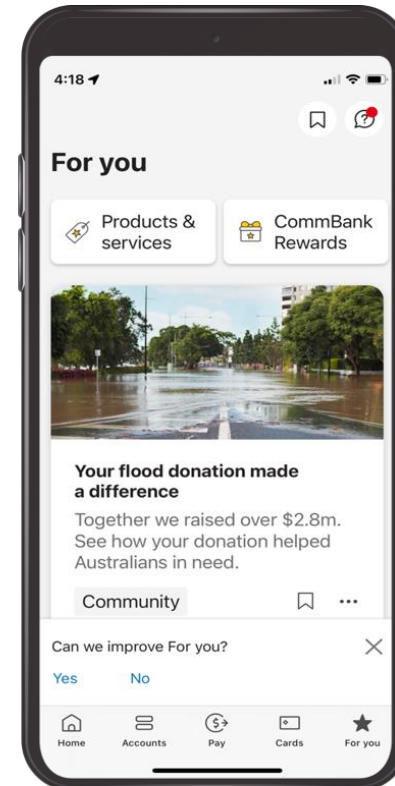 4:18
For you
Products &
services
CommBank
Rewards
Your flood donation made
a difference
Together we raised over $2.8m.
See how your donation helped
Australians in need.
Community
Can we improve For you?
Yes No
Home Accounts Pay Cards For you